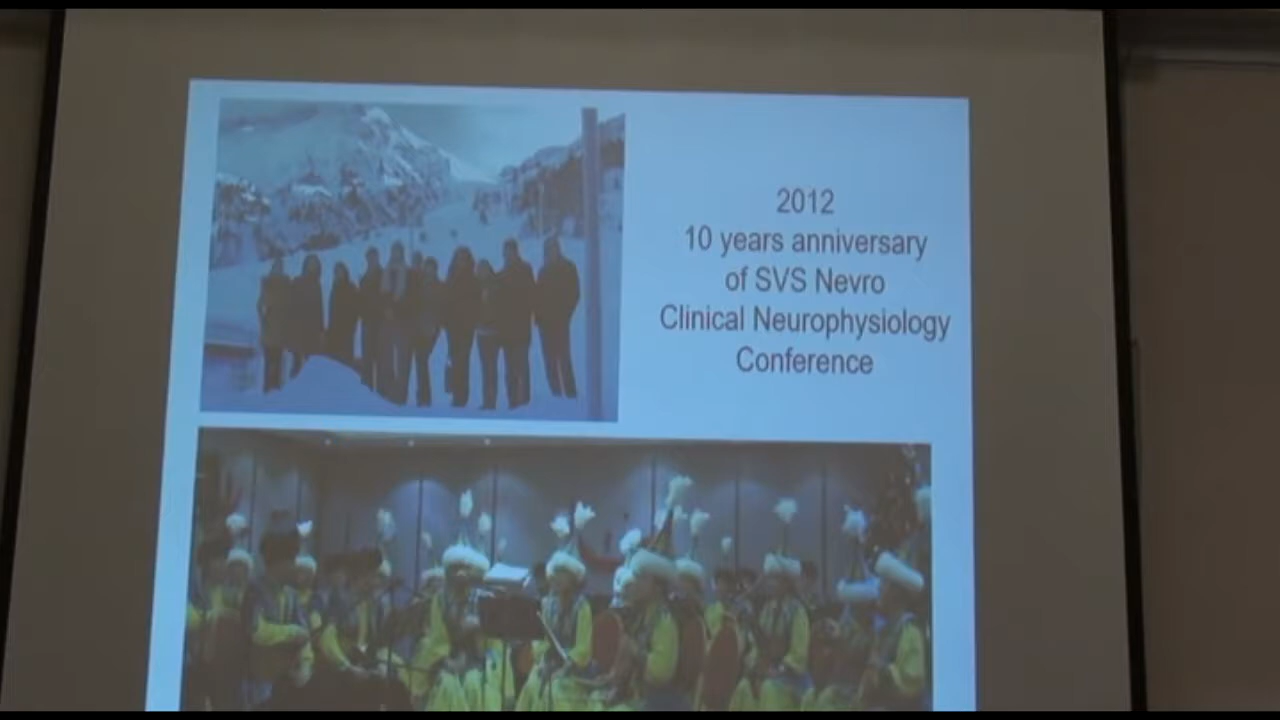 2012
10 years anniversary
of SVS Nevro
Clinical Neurophysiology
Conference